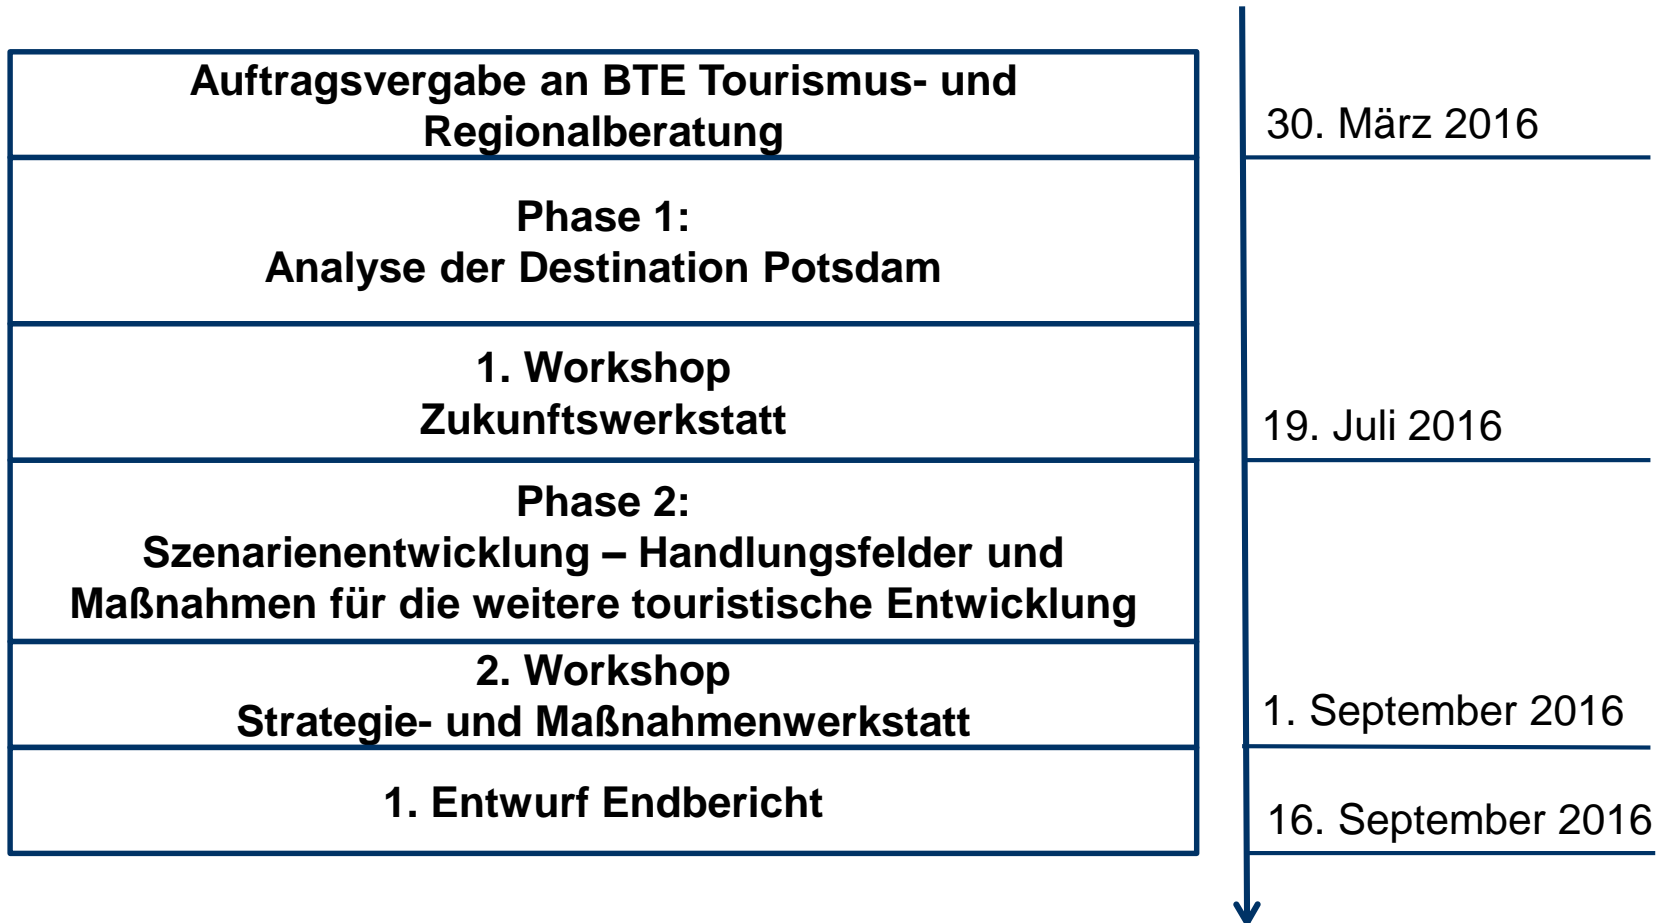 Auftragsvergabe an BTE Tourismus- und
Regionalberatung
30. März 2016
Phase 1:
Analyse der Destination Potsdam
1. Workshop
Zukunftswerkstatt
19. Juli 2016
Phase 2:
Szenarienentwicklung – Handlungsfelder und
Maßnahmen für die weitere touristische Entwicklung
2. Workshop
Strategie- und Maßnahmenwerkstatt
1. September 2016
1. Entwurf Endbericht
16. September 2016